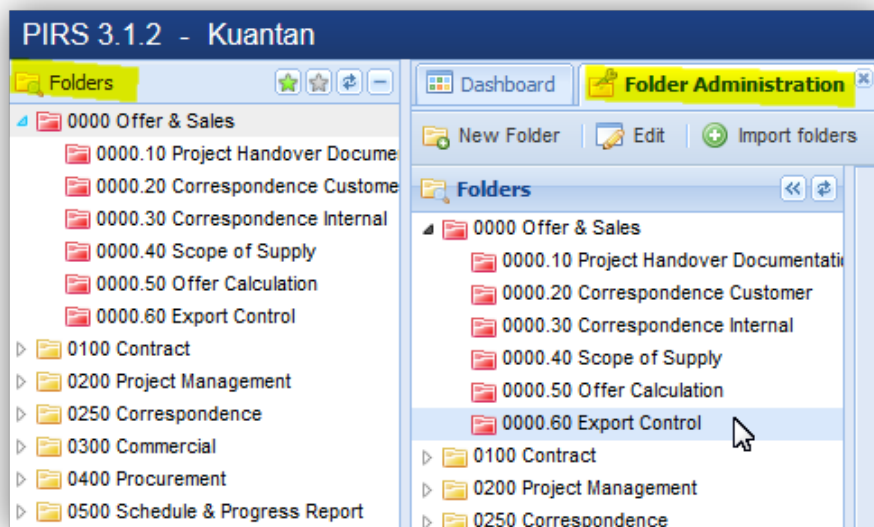 PIRS 3.1.2 - Kuantan
Folders
0000 Offer & Sales
0000.10 Project Handover Docume
0000.20 Correspondence Custome
0000.30 Correspondence Internal
0000.40 Scope of Supply
0000.50 Offer Calculation
0000.60 Export Control
0100 Contract
0200 Project Management
0250 Correspondence
0300 Commercial
0400 Procurement
0500 Schedule & Progress Report
Dashboard Folder Administration
New Folder Edit Import folders
Folders
0000 Offer & Sales
0000.10 Project Handover Documentatio
0000.20 Correspondence Customer
0000.30 Correspondence Internal
0000.40 Scope of Supply
0000.50 Offer Calculation
0000.60 Export Control
0100 Contract
0200 Project Management
0250 Correspondence